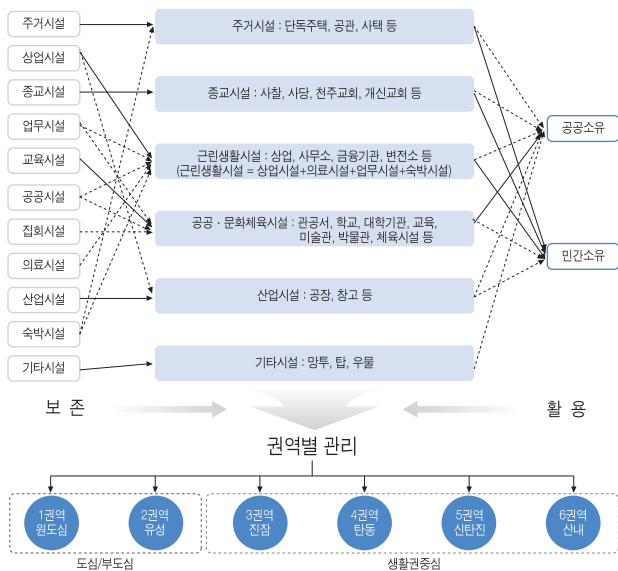 주거시설
상업시설
종교시설
업무시설
교육시설
공공시설
집회시설
의료시설
산업시설
숙박시설
기타시설
주거시설 : 단독주택, 공관, 사택 등
종교시설 : 사찰, 사당, 천주교회, 개신교회 등
근린생활시설 : 상업, 사무소, 금융기관, 변전소 등
(근린생활시설 = 상업시설+의료시설+업무시설+숙박시설)
공공·문화체육시설 : 관공서, 학교, 대학기관, 교육,
미술관, 박물관, 체육시설 등
산업시설 : 공장, 창고 등
기타시설 : 망투, 탑, 우물
공공소유
민간소유
보 존
활 용
권역별 관리
1권역
원도심
2권역
유성
3권역
진잠
4권역
탄동
5권역
신탄진
6권역
산내
도심/부도심
생활권중심